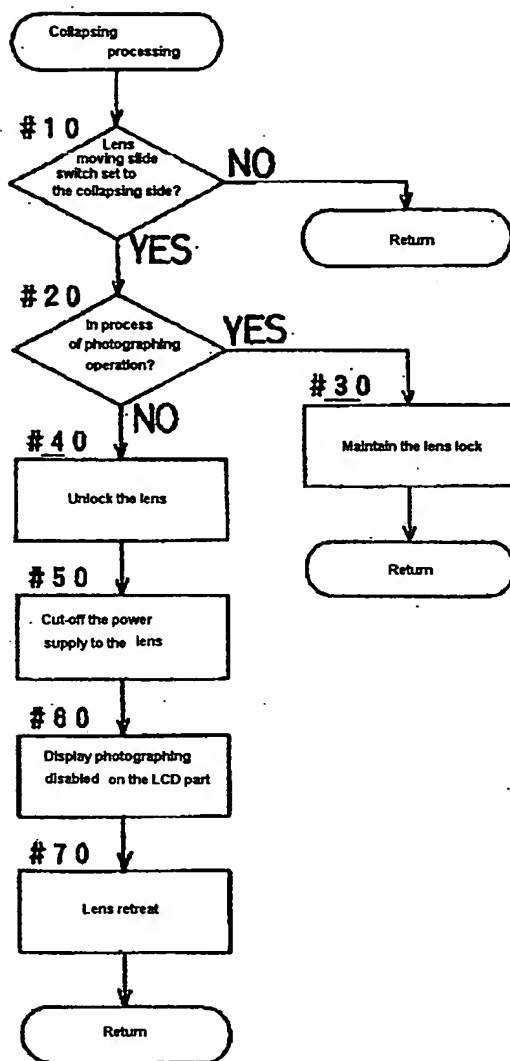 Collapsing
processing
#10
Lens
moving slide
switch set to
the collapsing side?
NO
Return
YES
#20
In process
of photographing
operation?
YES
#30
Maintain the lens lock
Return
NO
#40
Unlock the lens
#50
Cut-off the power
supply to the lens
#60
Display photographing
disabled on the LCD part
#70
Lens retreat
Return